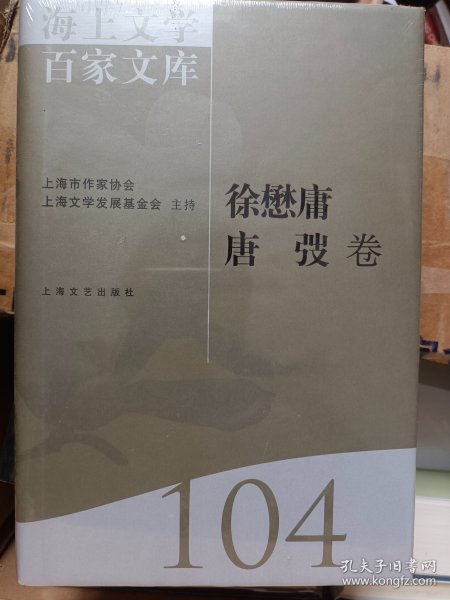 海上文学
百家文库
上海市作家协会
上海文学发展基金会 主持
徐懋庸
唐弢 卷
上海文艺出版社
104
孔夫子旧书网
www.kongfz.com